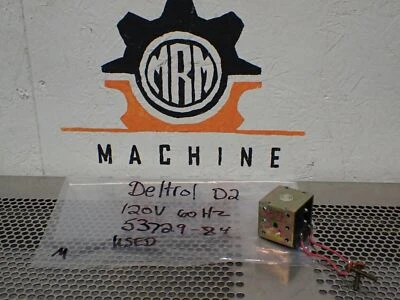 MRM
MACHINE
Deltrol D2
120V 60Hz
53729-84
USED
M